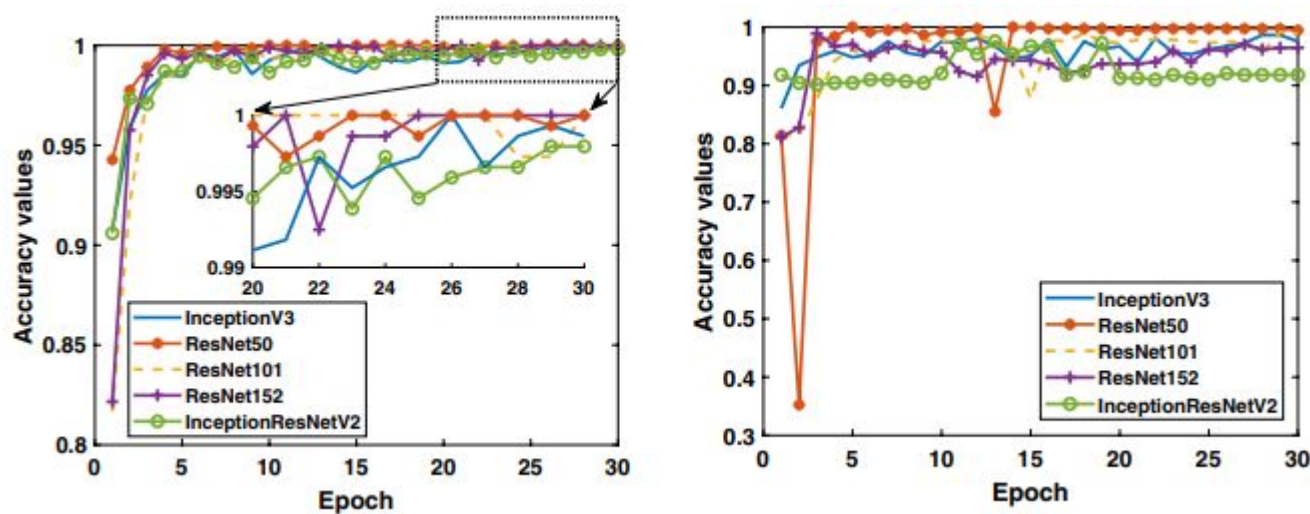 1
0.95
0.9
0.85
0.8
Accuracy values
0 5 10 15 20 25 30
Epoch
1
0.995
0.99
20 22 24 26 28 30
InceptionV3
ResNet50
ResNet101
ResNet152
InceptionResNetV2
1
0.9
0.8
0.7
0.6
0.5
0.4
0.3
Accuracy values
0 5 10 15 20 25 30
Epoch
InceptionV3
ResNet50
ResNet101
ResNet152
InceptionResNetV2